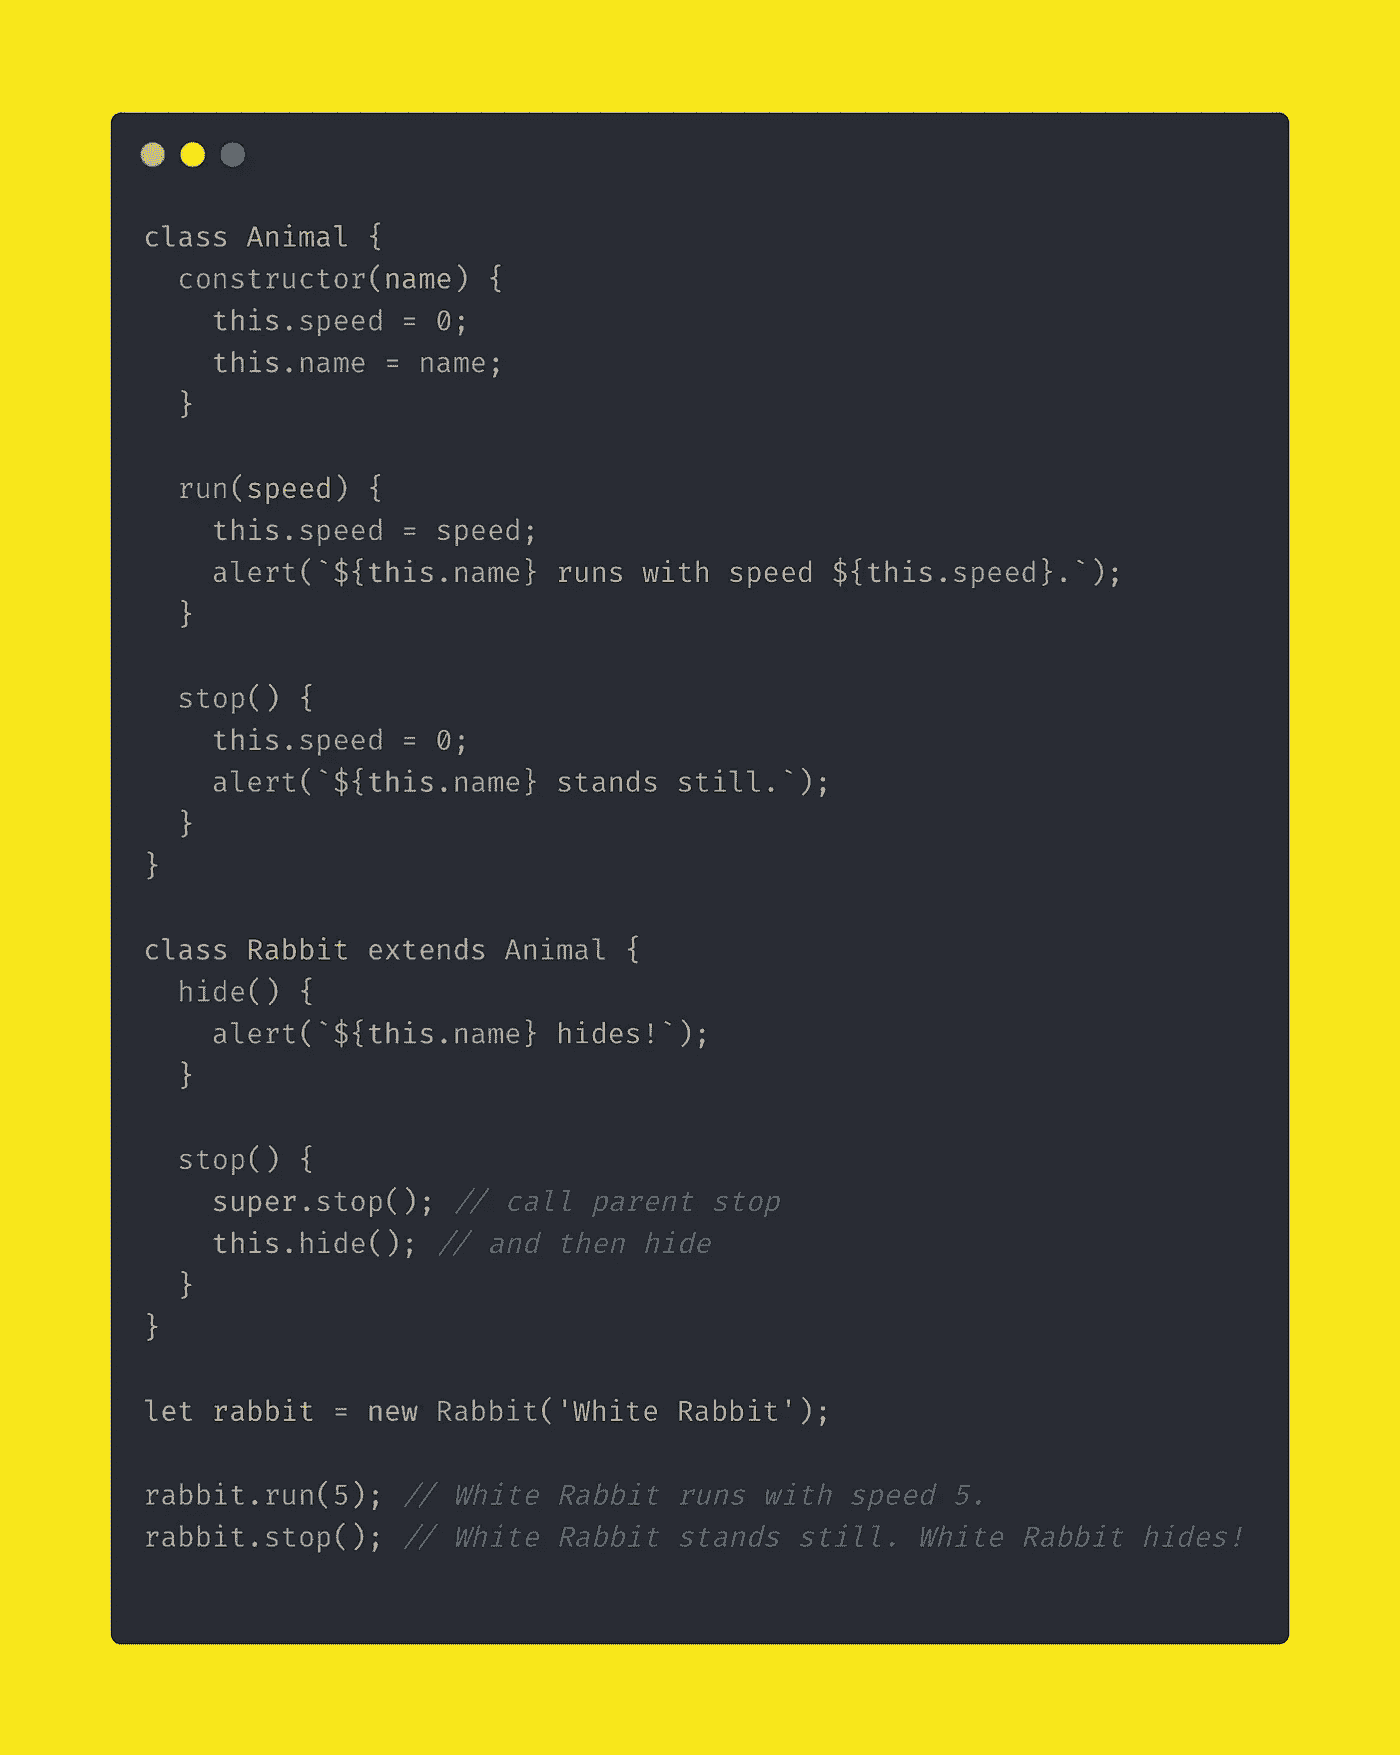 class Animal {
  constructor(name) {
    this.speed = 0;
    this.name = name;
  }

  run(speed) {
    this.speed = speed;
    alert(`${this.name} runs with speed ${this.speed}.`);
  }

  stop() {
    this.speed = 0;
    alert(`${this.name} stands still.`);
  }
}

class Rabbit extends Animal {
  hide() {
    alert(`${this.name} hides!`);
  }

  stop() {
    super.stop(); // call parent stop
    this.hide(); // and then hide
  }
}

let rabbit = new Rabbit('White Rabbit');

rabbit.run(5); // White Rabbit runs with speed 5.
rabbit.stop(); // White Rabbit stands still. White Rabbit hides!